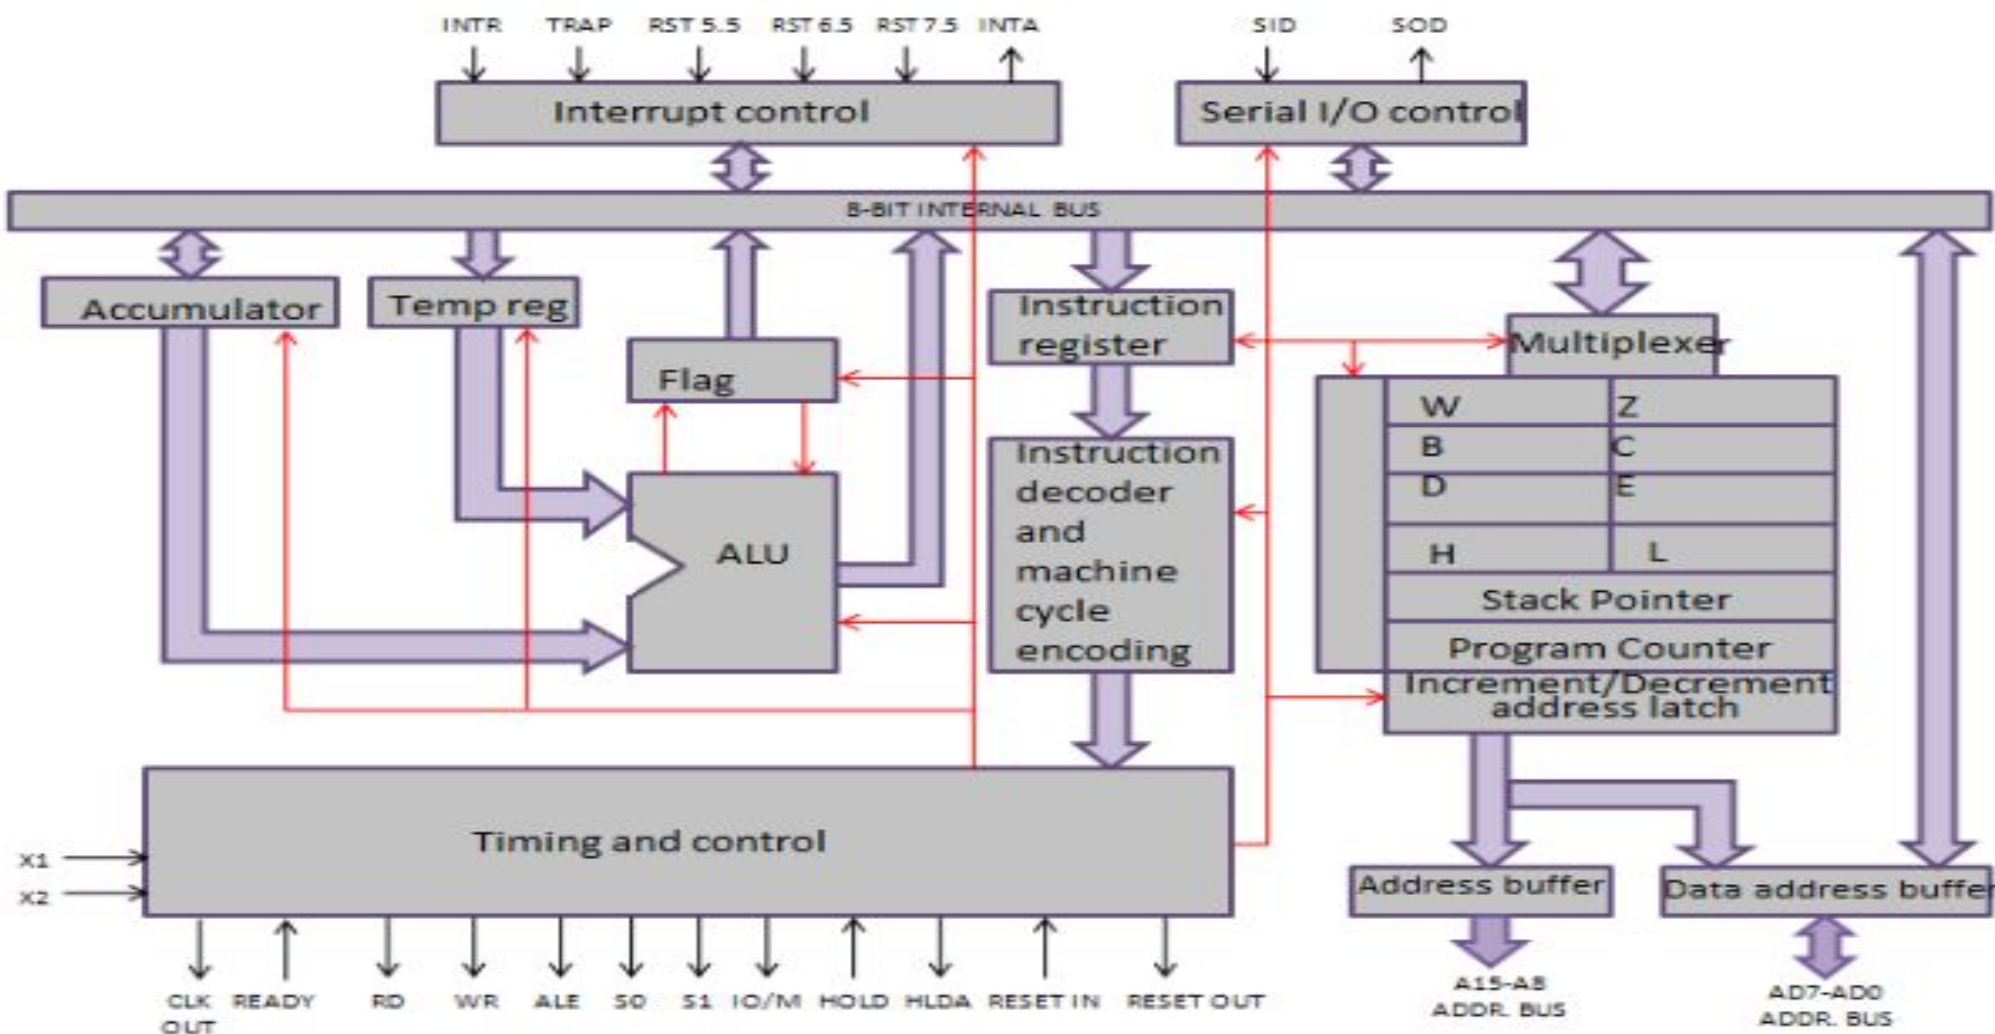 INTR TRAP RST 5.5 RST 6.5 RST 7.5 INTA SID SOD
Interrupt control
Serial I/O control
8-BIT INTERNAL BUS
Accumulator
Temp reg
Flag
ALU
Instruction
register
Instruction
decoder
and
machine
cycle
encoding
Multiplexer
W Z
B C
D E
H L
Stack Pointer
Program Counter
Increment/Decrement
address latch
Timing and control
X1
X2
Address buffer
Data address buffer
CLK
OUT
READY RD WR ALE S0 S1 IO/M HOLD HLDA RESET IN RESET OUT
A15-A8
ADDR. BUS
AD7-AD0
ADDR. BUS